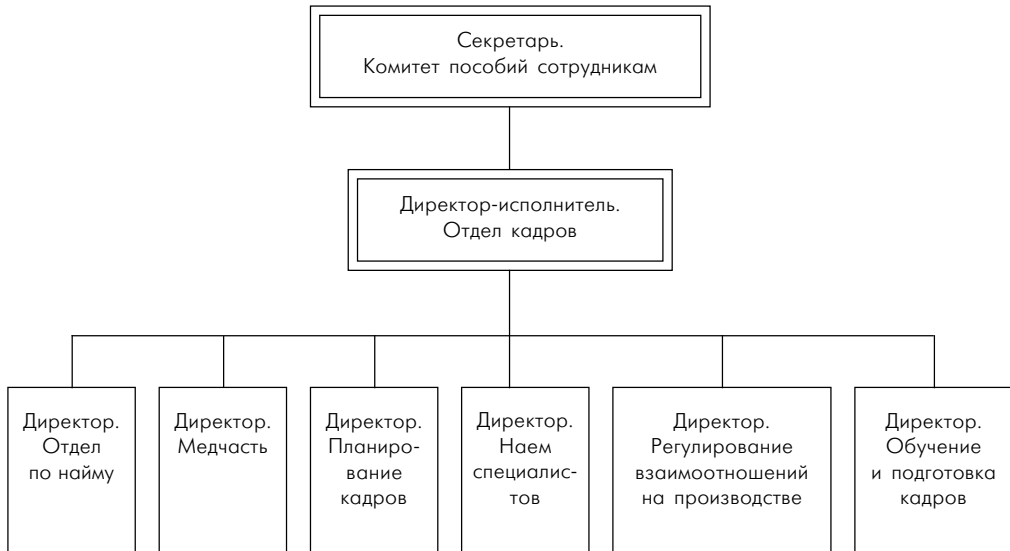 Секретарь.
Комитет пособий сотрудникам
Директор-исполнитель.
Отдел кадров
Директор.
Отдел
по найму
Директор.
Медчасть
Директор.
Планиро-
вание
кадров
Директор.
Наем
специалис-
тов
Директор.
Регулирование
взаимоотношений
на производстве
Директор.
Обучение
и подготовка
кадров